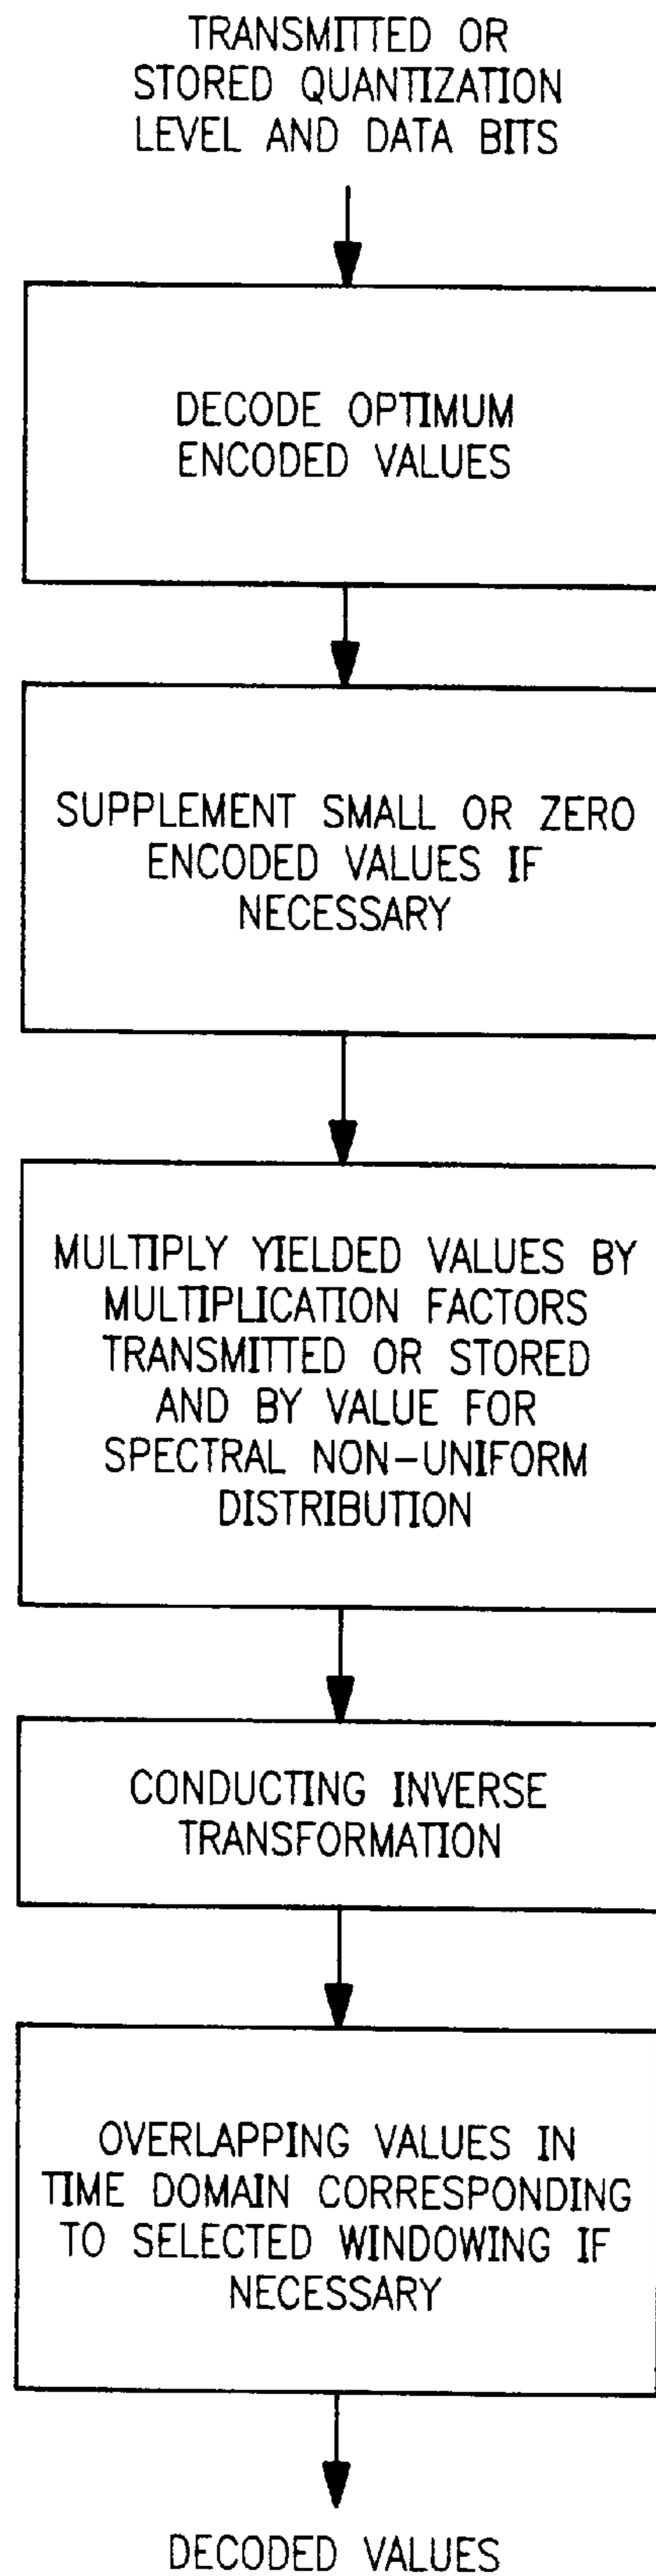 TRANSMITTED OR
STORED QUANTIZATION
LEVEL AND DATA BITS
DECODE OPTIMUM
ENCODED VALUES
SUPPLEMENT SMALL OR ZERO
ENCODED VALUES IF
NECESSARY
MULTIPLY YIELDED VALUES BY
MULTIPLICATION FACTORS
TRANSMITTED OR STORED
AND BY VALUE FOR
SPECTRAL NON-UNIFORM
DISTRIBUTION
CONDUCTING INVERSE
TRANSFORMATION
OVERLAPPING VALUES IN
TIME DOMAIN CORRESPONDING
TO SELECTED WINDOWING IF
NECESSARY
DECODED VALUES